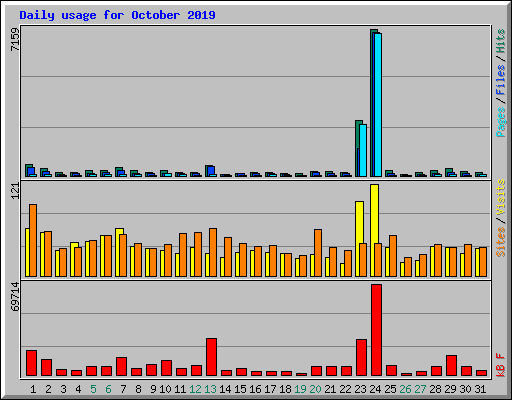 Daily usage for October 2019
7159
Pages / Files / Hits
121
Sites / Visits
69714
kB F
1 2 3 4 5 6 7 8 9 10 11 12 13 14 15 16 17 18 19 20 21 22 23 24 25 26 27 28 29 30 31